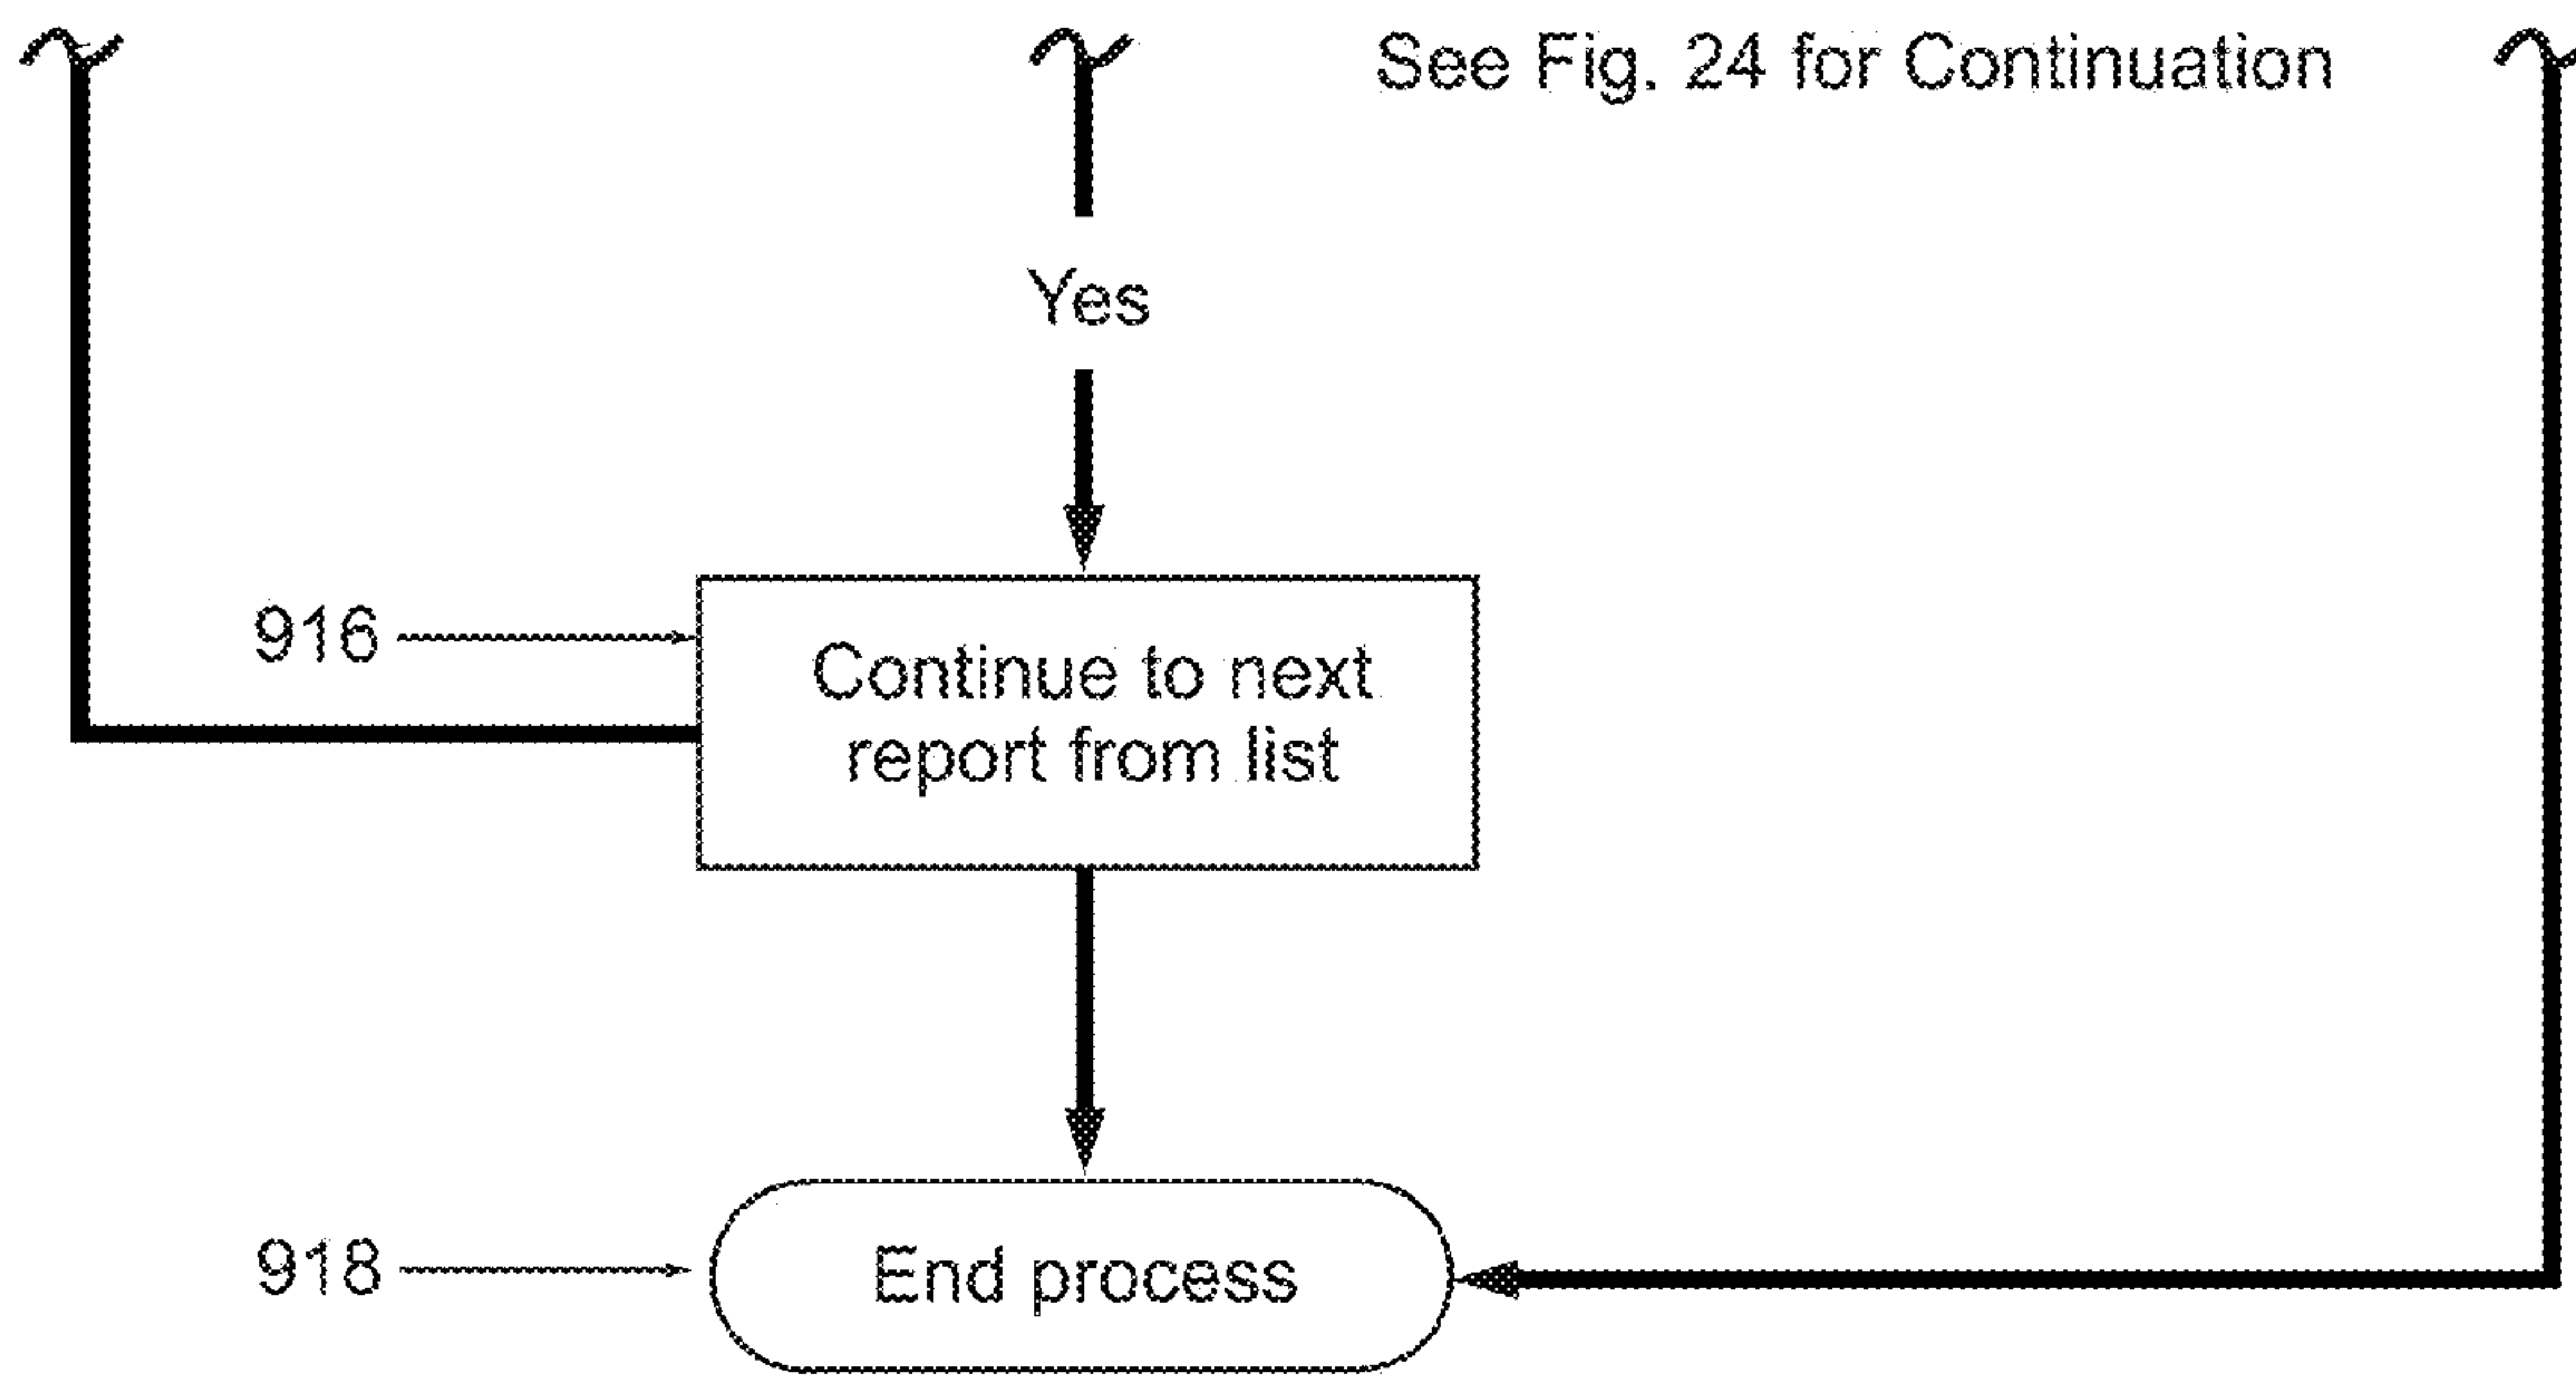 See Fig. 24 for Continuation
Yes
916
Continue to next
report from list
918
End process